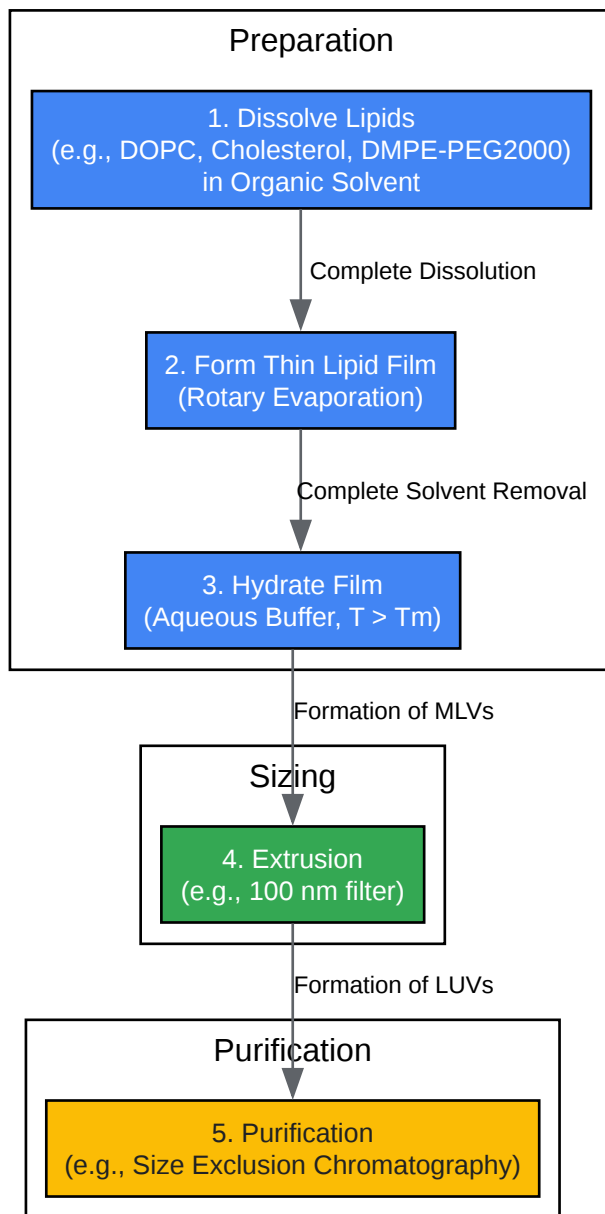 Preparation
1. Dissolve Lipids
(e.g., DOPC, Cholesterol, DMPE-PEG2000)
in Organic Solvent
Complete Dissolution
2. Form Thin Lipid Film
(Rotary Evaporation)
Complete Solvent Removal
3. Hydrate Film
(Aqueous Buffer, T > Tm)
Formation of MLVs
Sizing
4. Extrusion
(e.g., 100 nm filter)
Formation of LUVs
Purification
5. Purification
(e.g., Size Exclusion Chromatography)